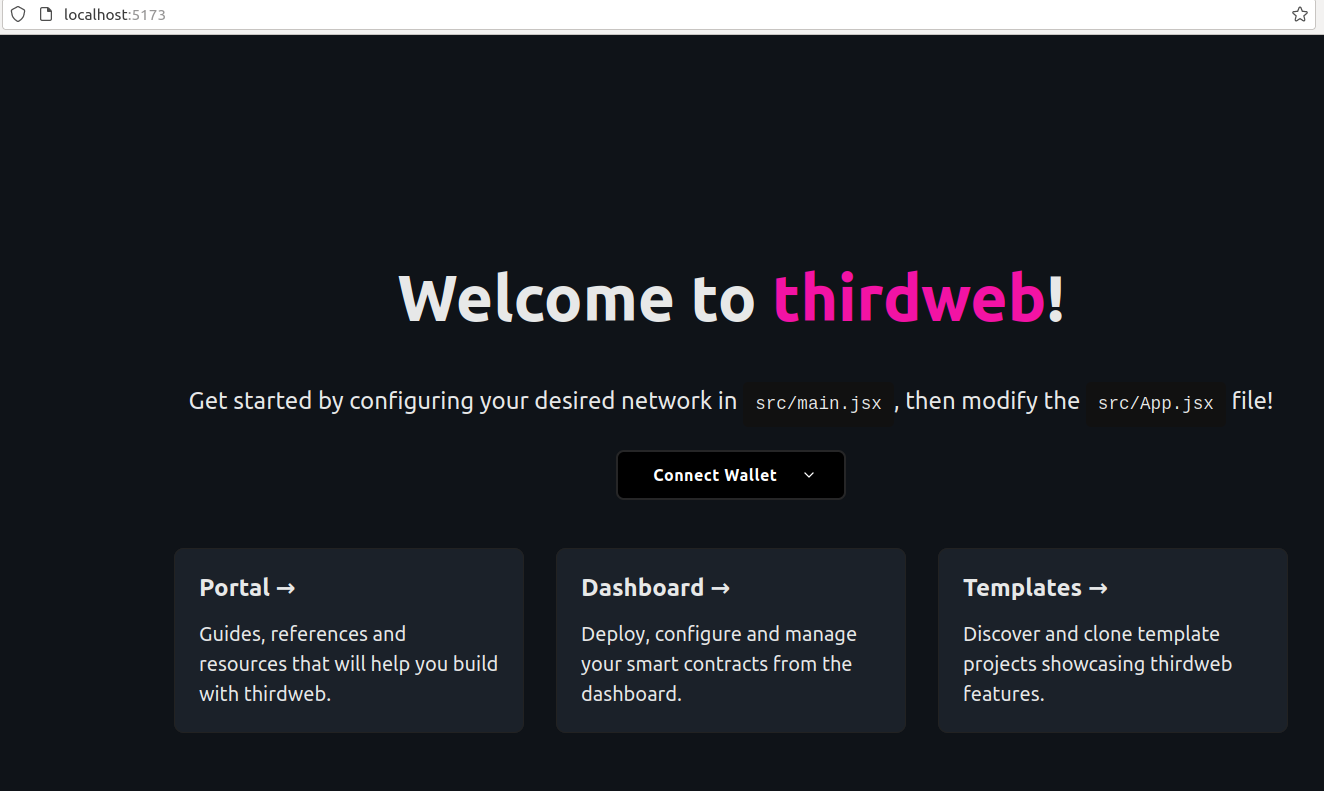 localhost:5173
Welcome to thirdweb!
Get started by configuring your desired network in src/main.jsx , then modify the src/App.jsx file!
Connect Wallet
Portal →
Guides, references and
resources that will help you build
with thirdweb.
Dashboard →
Deploy, configure and manage
your smart contracts from the
dashboard.
Templates →
Discover and clone template
projects showcasing thirdweb
features.